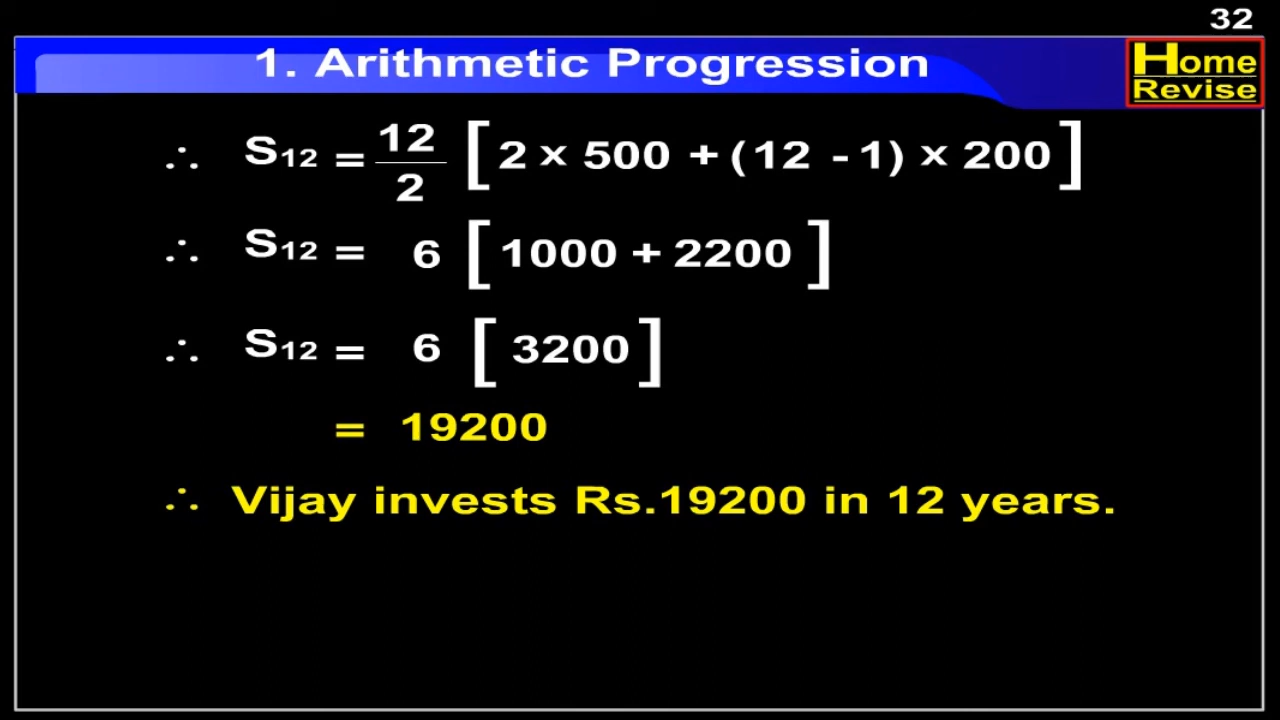 32
1. Arithmetic Progression
Home
Revise
∴ S₁₂ = 12/2 [ 2 × 500 + (12 - 1) × 200 ]
∴ S₁₂ = 6 [ 1000 + 2200 ]
∴ S₁₂ = 6 [ 3200 ]
= 19200
∴ Vijay invests Rs.19200 in 12 years.